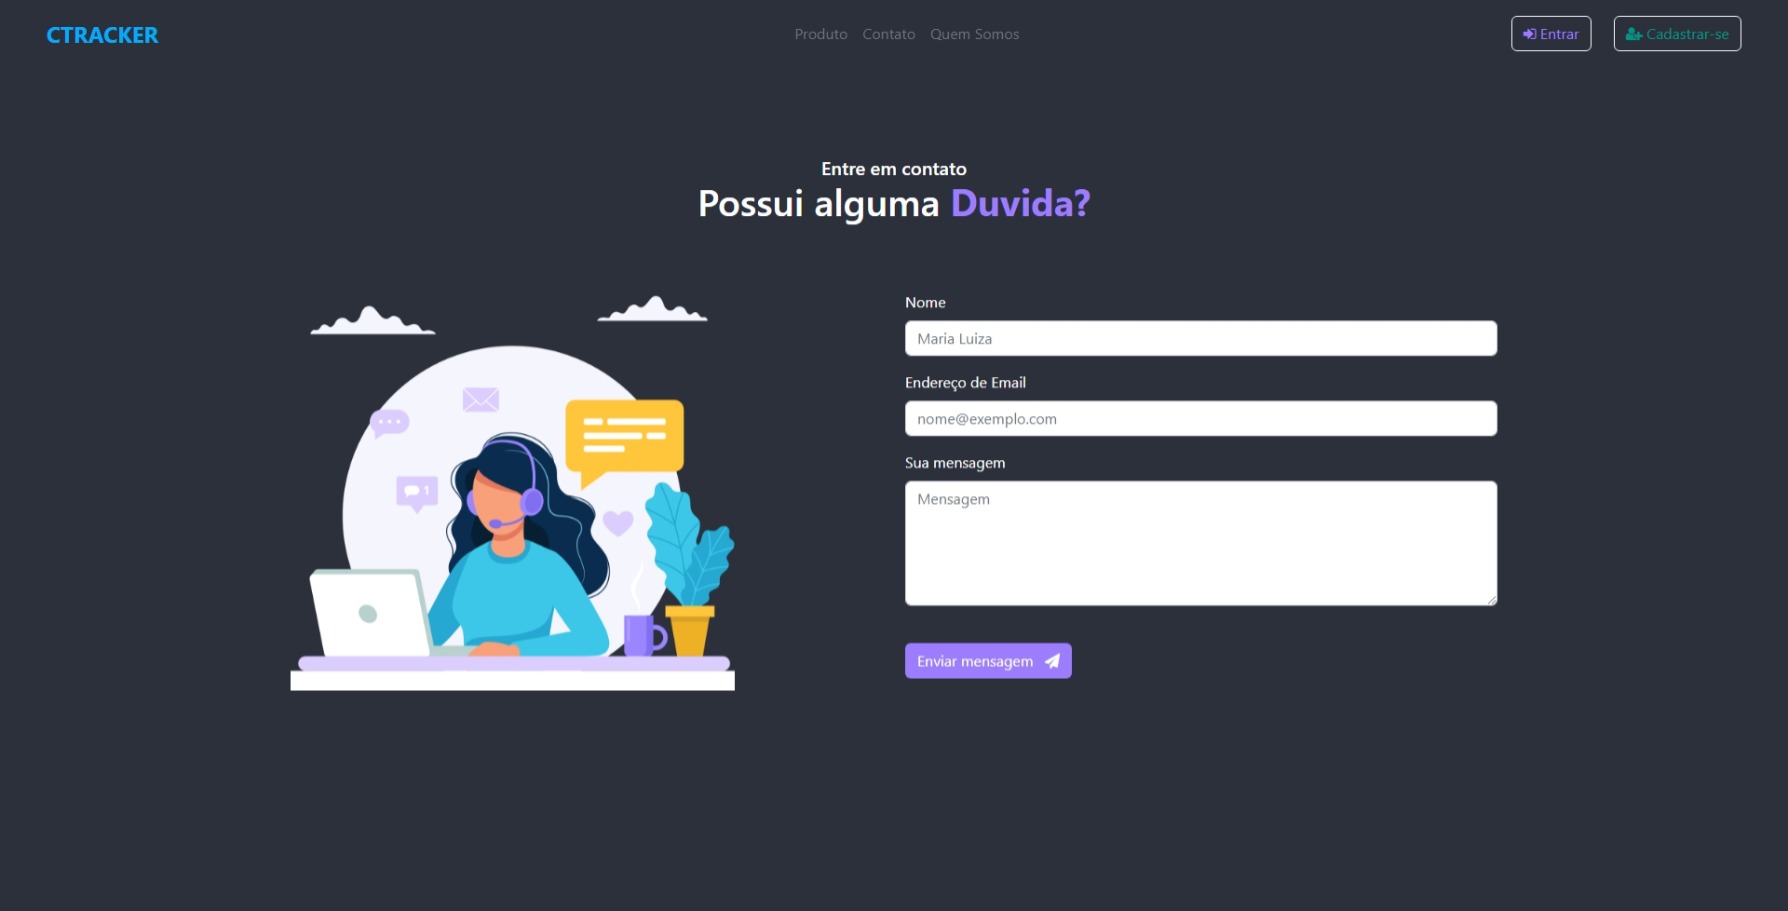 CTRACKER
Produto Contato Quem Somos
Entrar
Cadastrar-se
Entre em contato
Possui alguma Duvida?
Nome
Maria Luiza
Endereço de Email
nome@exemplo.com
Sua mensagem
Mensagem
1
Enviar mensagem